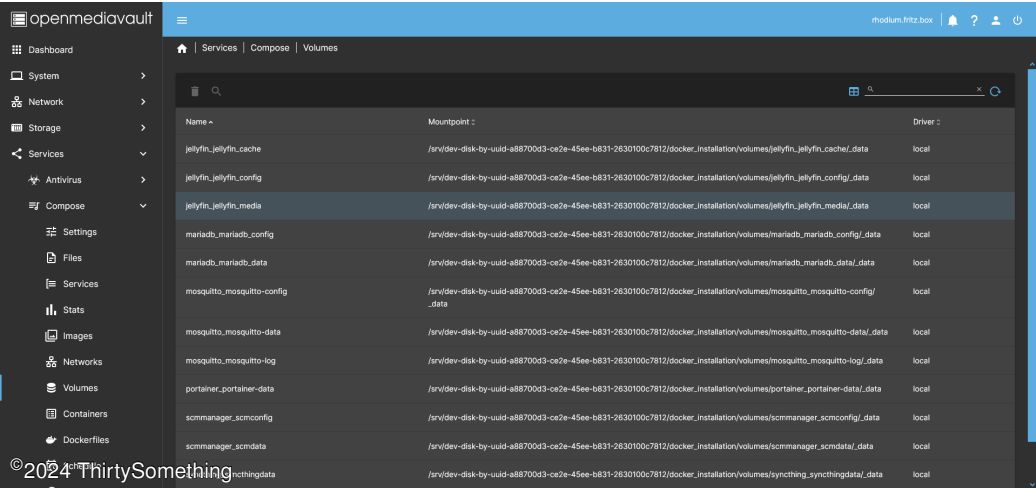 openmediavault
rhodium.fritz.box
Dashboard
System
Network
Storage
Services
Antivirus
Compose
Settings
Files
Services
Stats
Images
Networks
Volumes
Containers
Dockerfiles
| Services | Compose | Volumes
Name Mountpoint Driver
jellyfin_jellyfin_cache /srv/dev-disk-by-uuid-a88700d3-ce2e-45ee-b831-2630100c7812/docker_installation/volumes/jellyfin_jellyfin_cache/_data local
jellyfin_jellyfin_config /srv/dev-disk-by-uuid-a88700d3-ce2e-45ee-b831-2630100c7812/docker_installation/volumes/jellyfin_jellyfin_config/_data local
jellyfin_jellyfin_media /srv/dev-disk-by-uuid-a88700d3-ce2e-45ee-b831-2630100c7812/docker_installation/volumes/jellyfin_jellyfin_media/_data local
mariadb_mariadb_config /srv/dev-disk-by-uuid-a88700d3-ce2e-45ee-b831-2630100c7812/docker_installation/volumes/mariadb_mariadb_config/_data local
mariadb_mariadb_data /srv/dev-disk-by-uuid-a88700d3-ce2e-45ee-b831-2630100c7812/docker_installation/volumes/mariadb_mariadb_data/_data local
mosquitto_mosquitto-config /srv/dev-disk-by-uuid-a88700d3-ce2e-45ee-b831-2630100c7812/docker_installation/volumes/mosquitto_mosquitto-config/ local
_data
mosquitto_mosquitto-data /srv/dev-disk-by-uuid-a88700d3-ce2e-45ee-b831-2630100c7812/docker_installation/volumes/mosquitto_mosquitto-data/_data local
mosquitto_mosquitto-log /srv/dev-disk-by-uuid-a88700d3-ce2e-45ee-b831-2630100c7812/docker_installation/volumes/mosquitto_mosquitto-log/_data local
portainer_portainer-data /srv/dev-disk-by-uuid-a88700d3-ce2e-45ee-b831-2630100c7812/docker_installation/volumes/portainer_portainer-data/_data local
scmmanager_scmconfig /srv/dev-disk-by-uuid-a88700d3-ce2e-45ee-b831-2630100c7812/docker_installation/volumes/scmmanager_scmconfig/_data local
scmmanager_scmdata /srv/dev-disk-by-uuid-a88700d3-ce2e-45ee-b831-2630100c7812/docker_installation/volumes/scmmanager_scmdata/_data local
/srv/dev-disk-by-uuid-a88700d3-ce2e-45ee-b831-2630100c7812/docker_installation/volumes/syncthing_syncthingdata/_data local
©2024 ThirtySomething